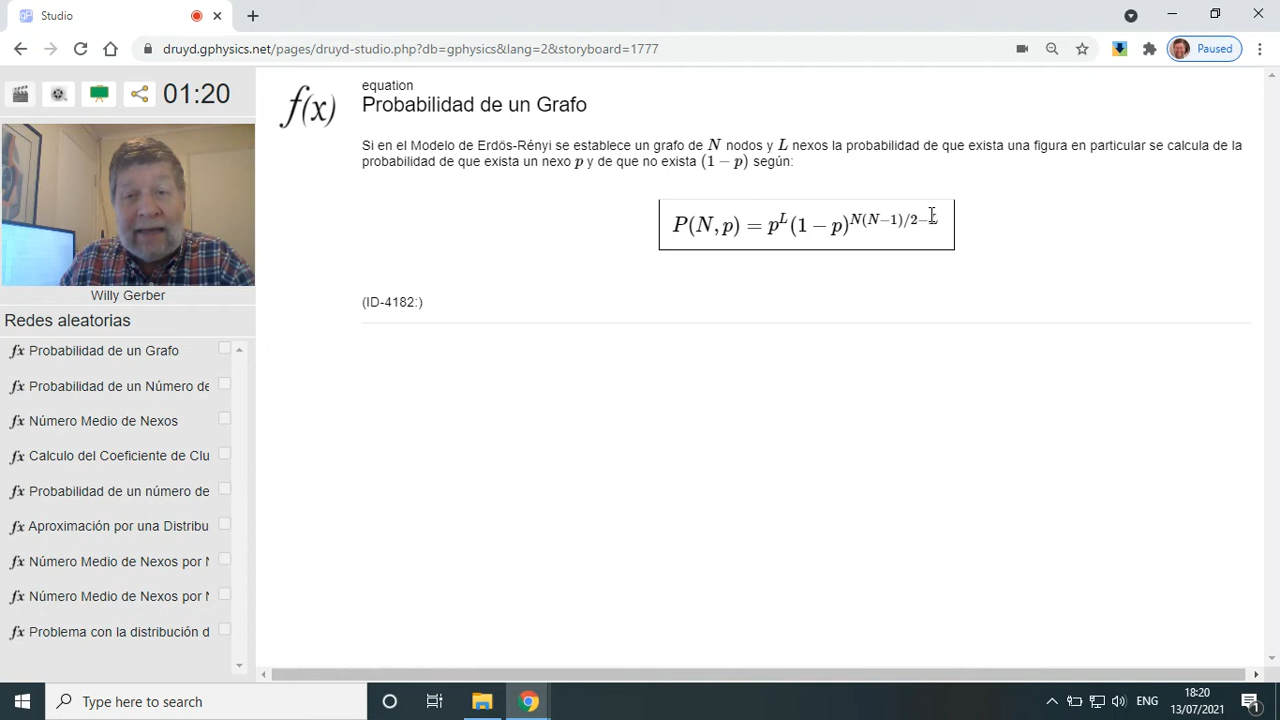 Studio
druyd.gphysics.net/pages/druyd-studio.php?db=gphysics&lang=2&storyboard=1777
Paused
01:20
Willy Gerber
Redes aleatorias
fx Probabilidad de un Grafo
fx Probabilidad de un Número de
fx Número Medio de Nexos
fx Calculo del Coeficiente de Clu
fx Probabilidad de un número de
fx Aproximación por una Distribu
fx Número Medio de Nexos por N
fx Número Medio de Nexos por N
fx Problema con la distribución d
f(x)
equation
Probabilidad de un Grafo
Si en el Modelo de Erdös-Rényi se establece un grafo de N nodos y L nexos la probabilidad de que exista una figura en particular se calcula de la
probabilidad de que exista un nexo p y de que no exista (1 − p) según:
P(N, p) = p^L(1 − p)^{N(N−1)/2−L}
(ID-4182:)
Type here to search
ENG
18:20
13/07/2021
1